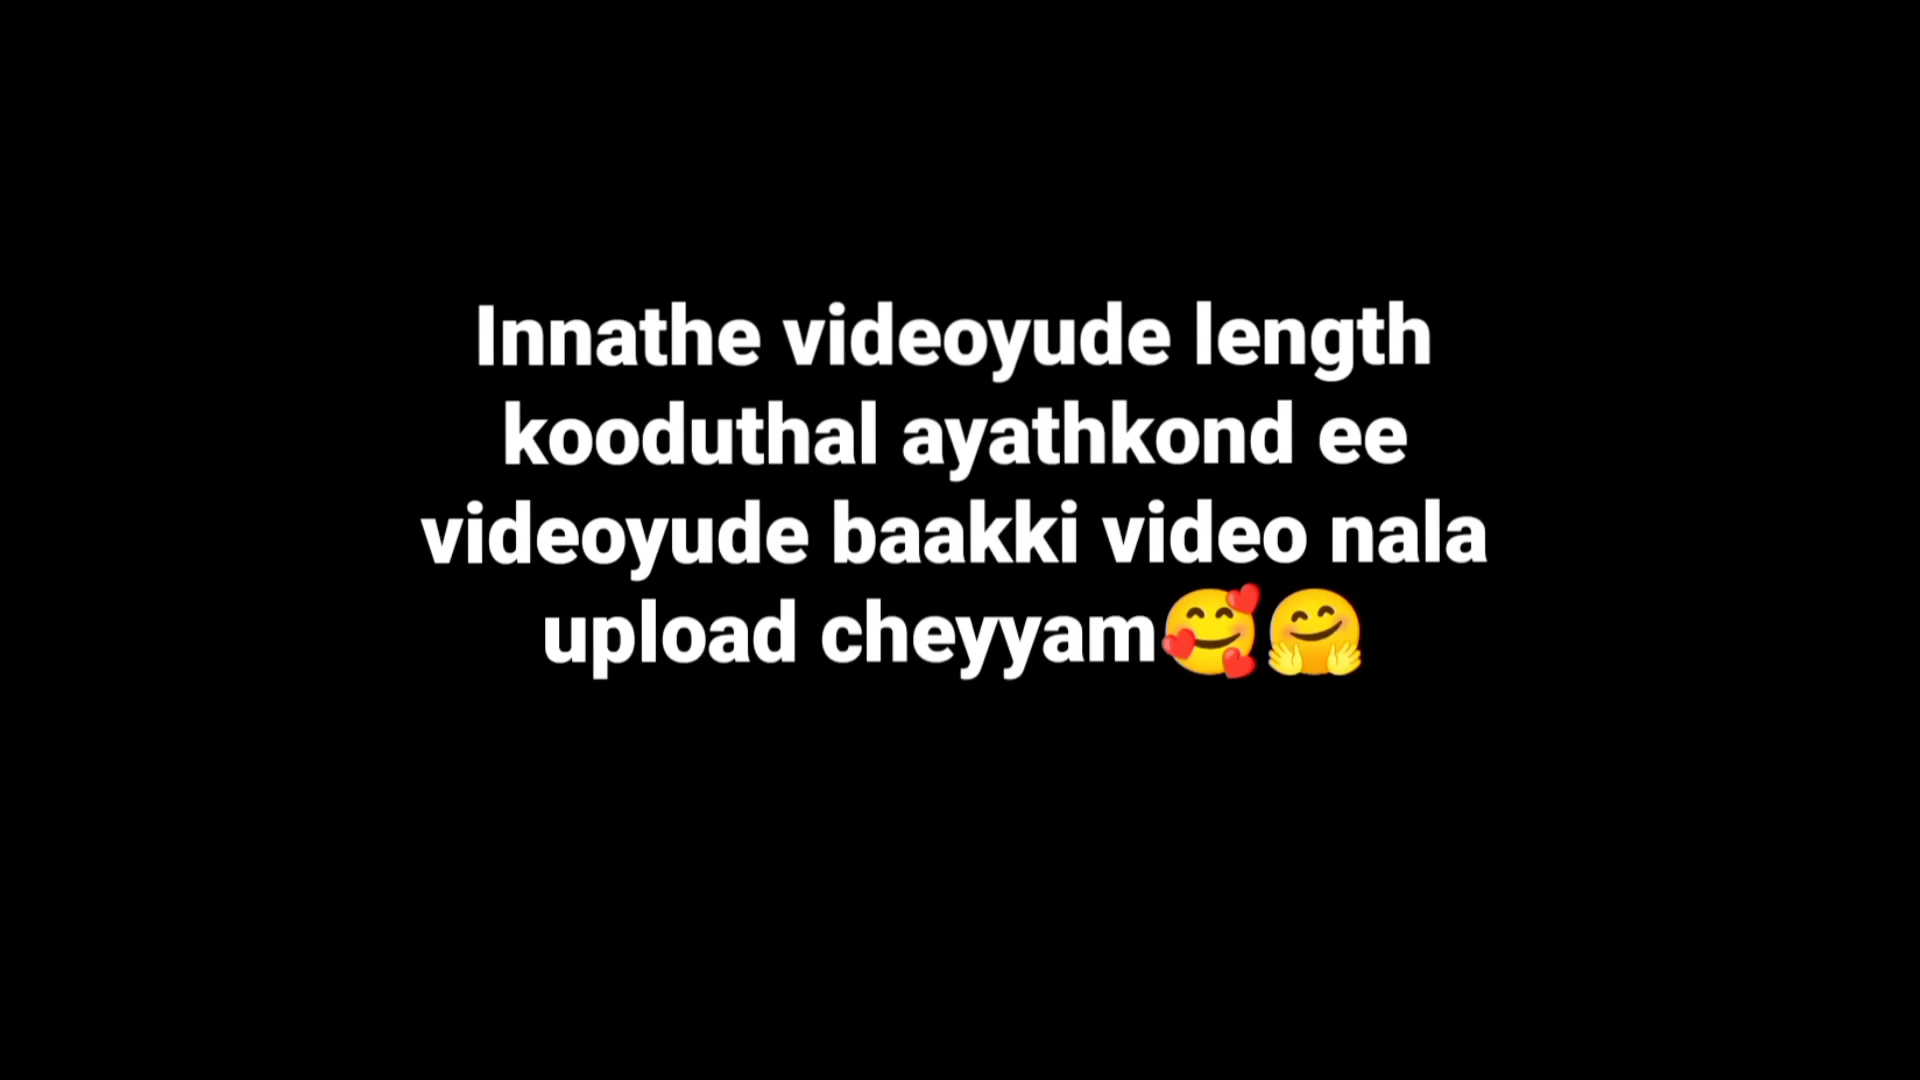 Innathe videoyude length
kooduthal ayathkond ee
videoyude baakki video nala
upload cheyyam🥰🤗